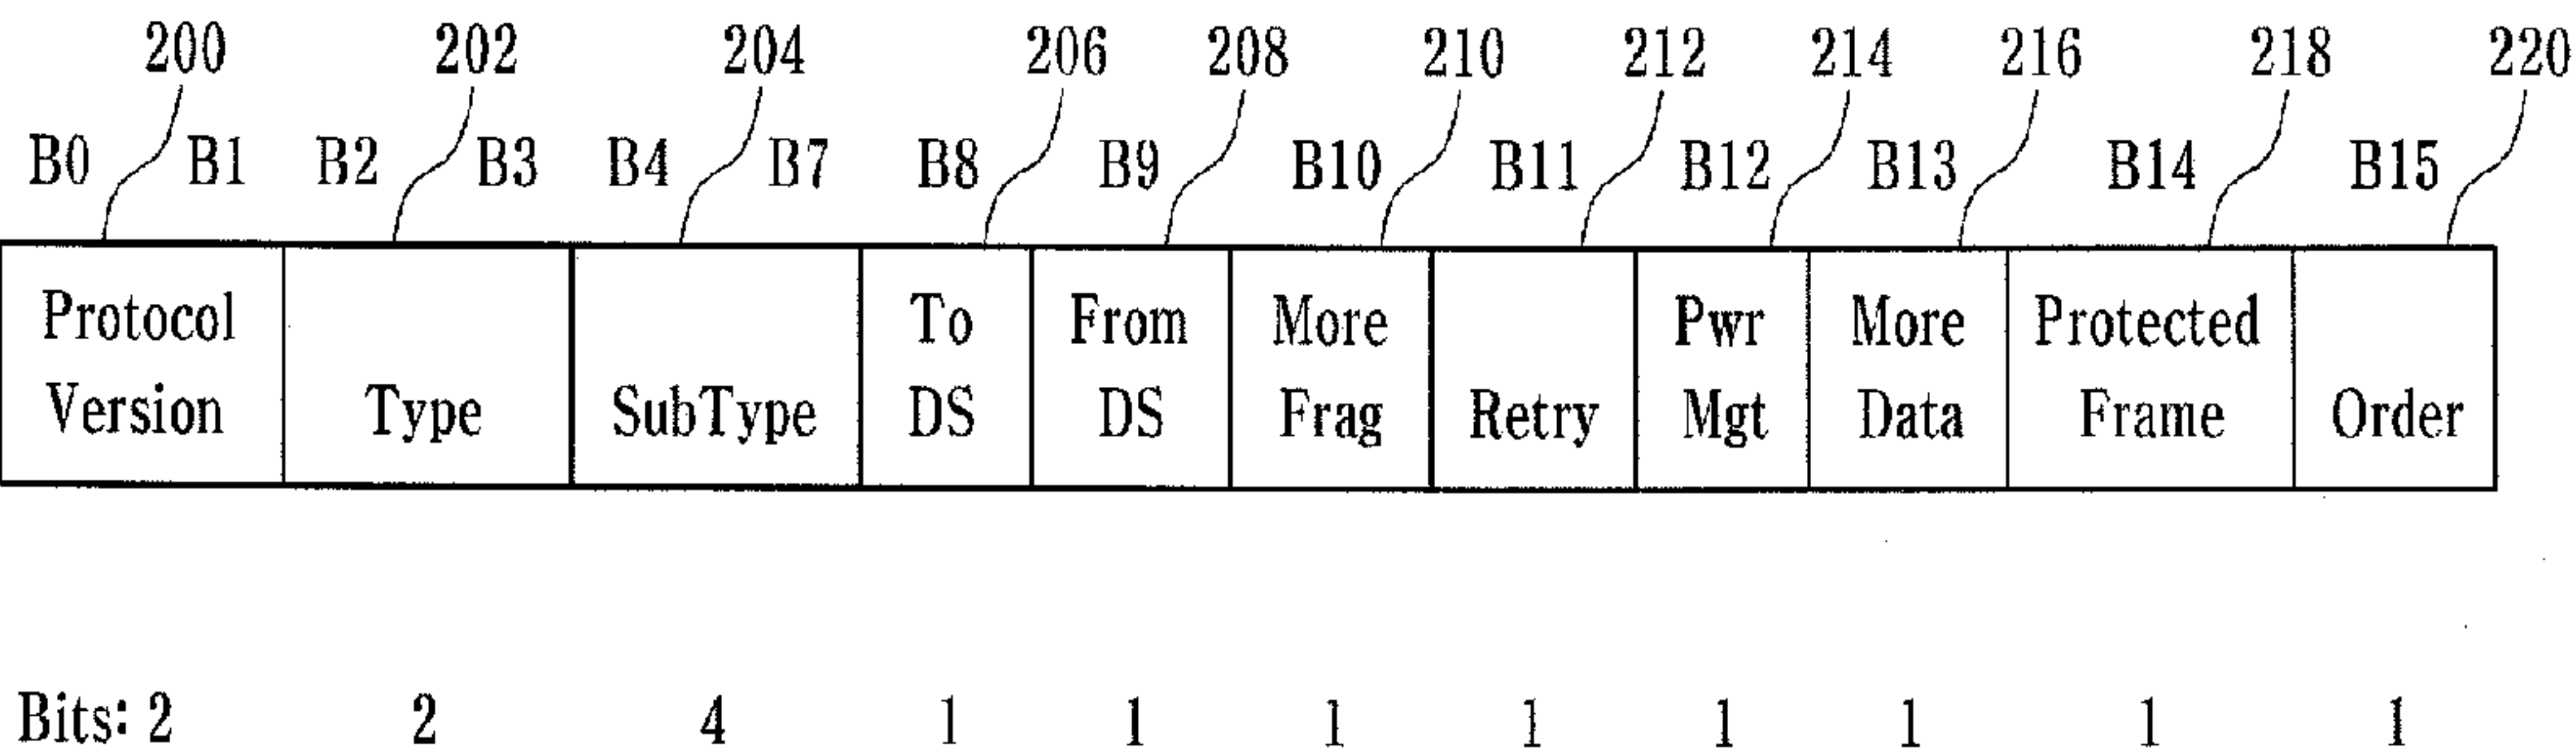 200 202 204 206 208 210 212 214 216 218 220
B0 B1 B2 B3 B4 B7 B8 B9 B10 B11 B12 B13 B14 B15
Protocol Version
Type
SubType
To DS
From DS
More Frag
Retry
Pwr Mgt
More Data
Protected Frame
Order
Bits: 2 2 4 1 1 1 1 1 1 1 1